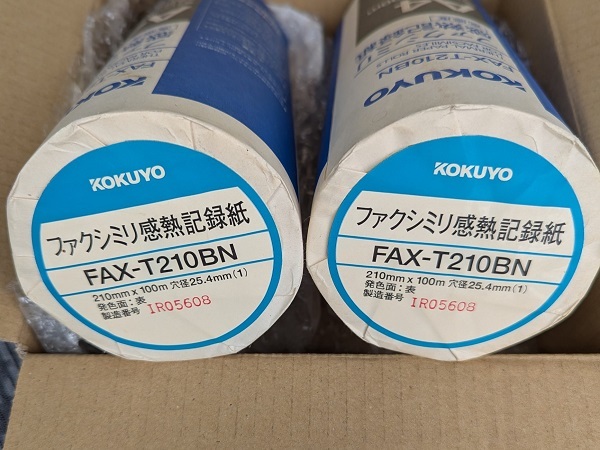 KOKUYO
ファクシミリ感熱記録紙
FAX-T210BN
210mm x 100m 穴径25.4mm(1)
発色面：表
製造番号 IR05608
KOKUYO
FAX-T210BN
KOKUYO
ファクシミリ感熱記録紙
FAX-T210BN
210mm x 100m 穴径25.4mm(1)
発色面：表
製造番号 IR05608